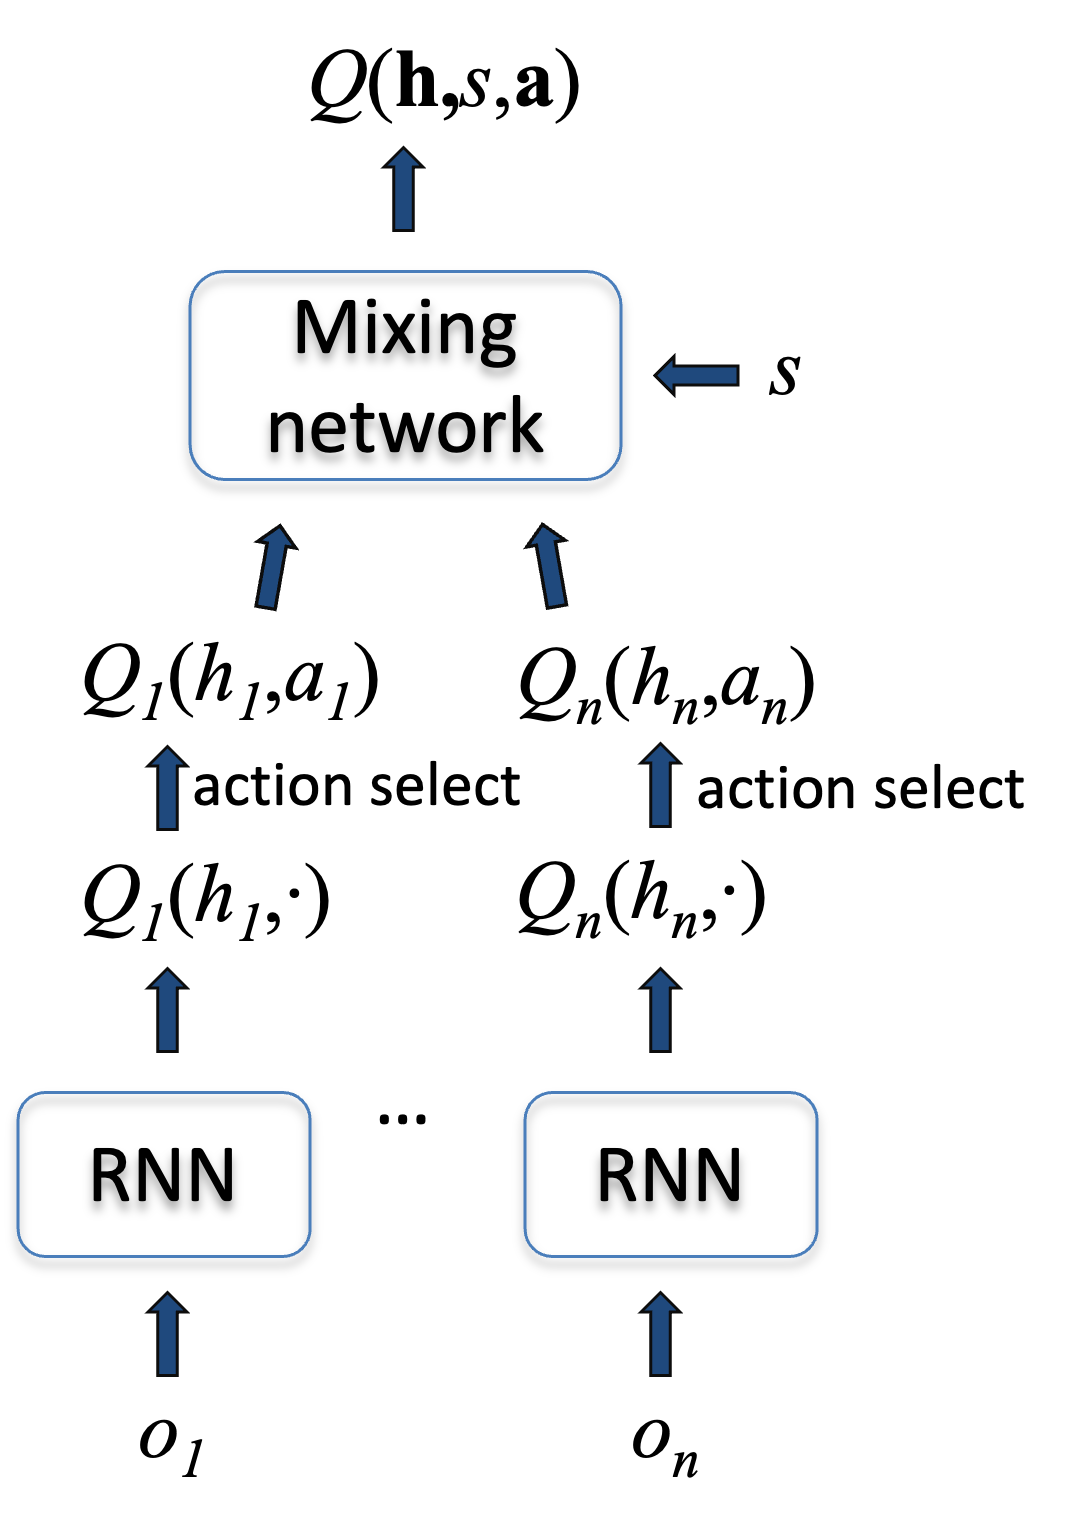 Q(h,s,a)
Mixing
network
s
Q₁(h₁,a₁) Qₙ(hₙ,aₙ)
action select action select
Q₁(h₁,·) Qₙ(hₙ,·)
...
RNN RNN
o₁ oₙ